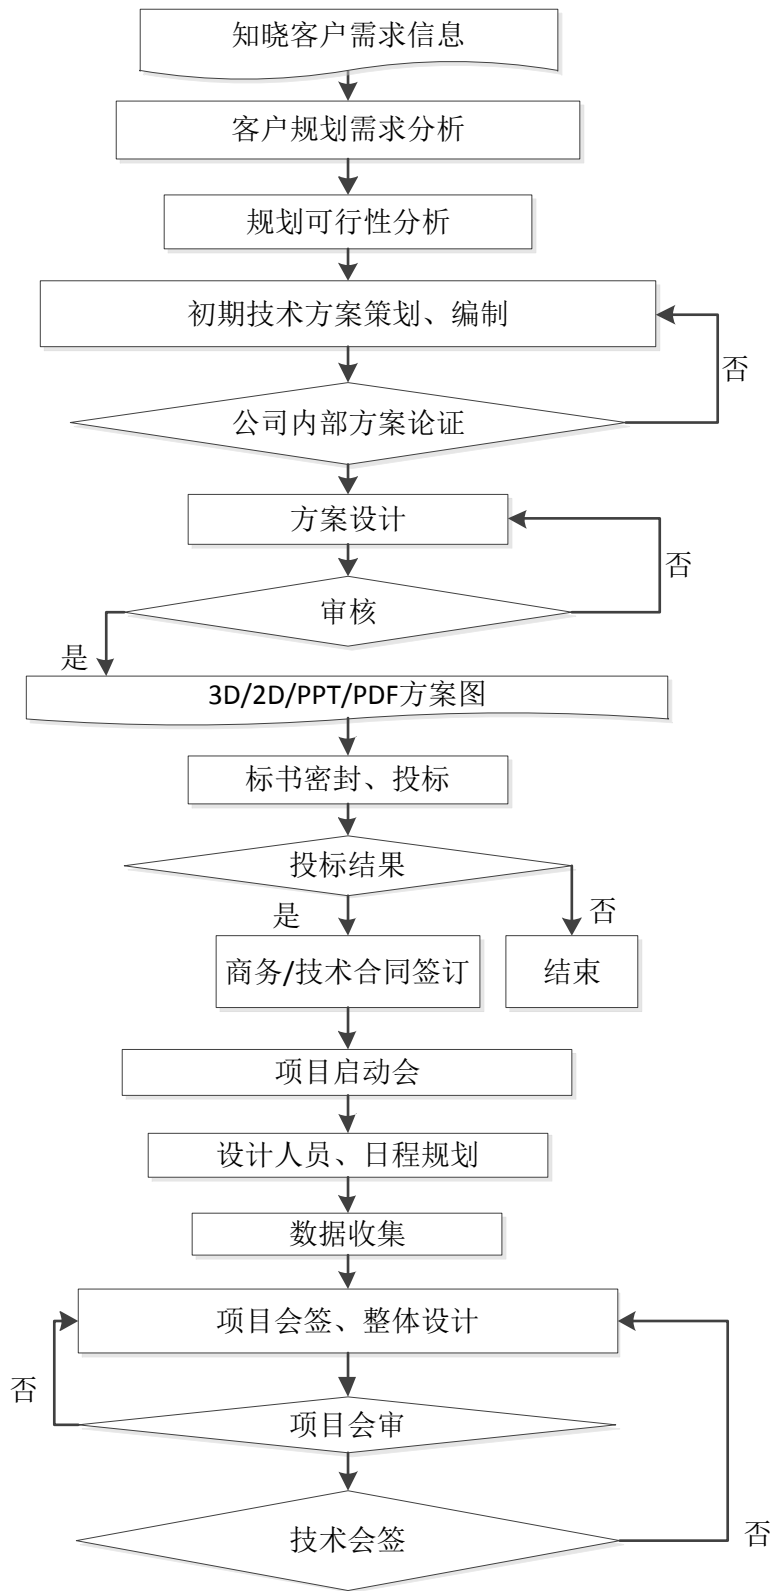 知晓客户需求信息
客户规划需求分析
规划可行性分析
初期技术方案策划、编制
否
公司内部方案论证
方案设计
否
审核
是
3D/2D/PPT/PDF方案图
标书密封、投标
投标结果
是
否
商务/技术合同签订
结束
项目启动会
设计人员、日程规划
数据收集
项目会签、整体设计
否
项目会审
技术会签
否